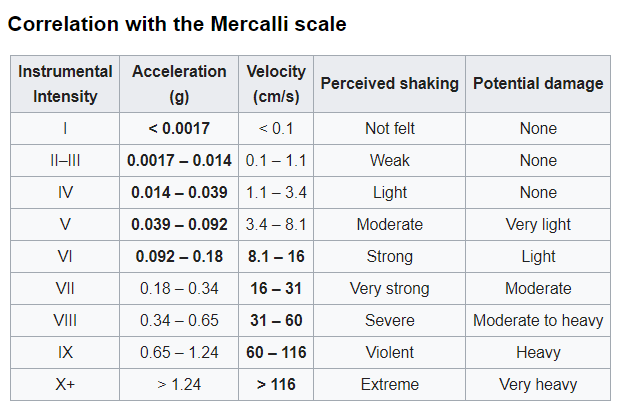 Correlation with the Mercalli scale
Instrumental Intensity Acceleration (g) Velocity (cm/s) Perceived shaking Potential damage
I < 0.0017 < 0.1 Not felt None
II–III 0.0017 – 0.014 0.1 – 1.1 Weak None
IV 0.014 – 0.039 1.1 – 3.4 Light None
V 0.039 – 0.092 3.4 – 8.1 Moderate Very light
VI 0.092 – 0.18 8.1 – 16 Strong Light
VII 0.18 – 0.34 16 – 31 Very strong Moderate
VIII 0.34 – 0.65 31 – 60 Severe Moderate to heavy
IX 0.65 – 1.24 60 – 116 Violent Heavy
X+ > 1.24 > 116 Extreme Very heavy